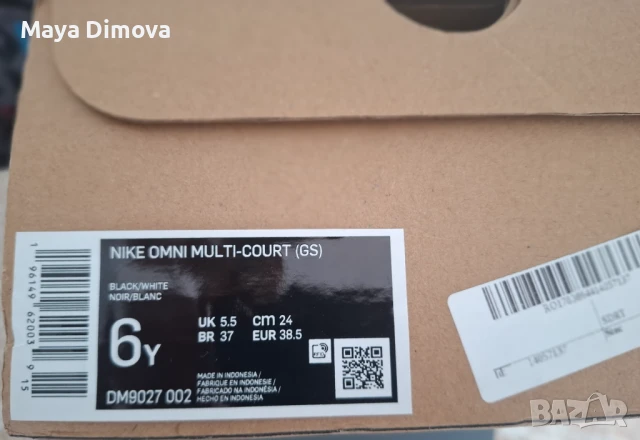 Maya Dimova
NIKE OMNI MULTI-COURT (GS)
BLACK/WHITE
NOIR/BLANC
6Y
UK 5.5 cm 24
BR 37 EUR 38.5
MADE IN INDONESIA/
FABRIQUE EN INDONESIE/
FABRICADO NA INDONÉSIA/
HECHO EN INDONESIA
DM9027 002
1 96149 62003 9 15
BAZAR